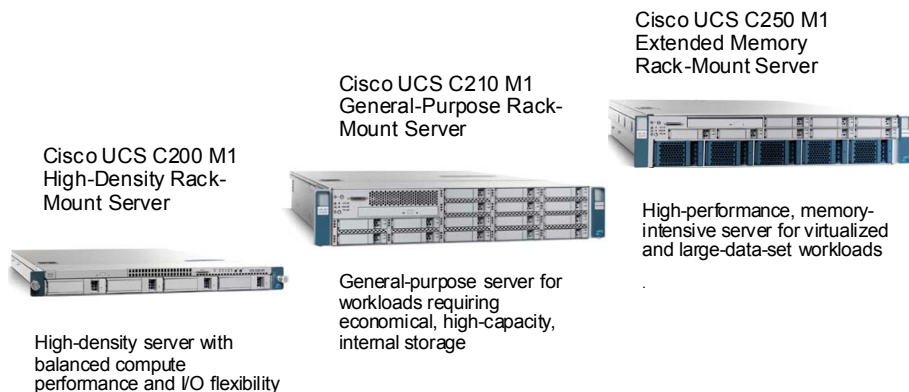 Cisco UCS C200 M1
High-Density Rack-
Mount Server
High-density server with
balanced compute
performance and I/O flexibility
Cisco UCS C210 M1
General-Purpose Rack-
Mount Server
General-purpose server for
workloads requiring
economical, high-capacity,
internal storage
Cisco UCS C250 M1
Extended Memory
Rack-Mount Server
High-performance, memory-
intensive server for virtualized
and large-data-set workloads
.